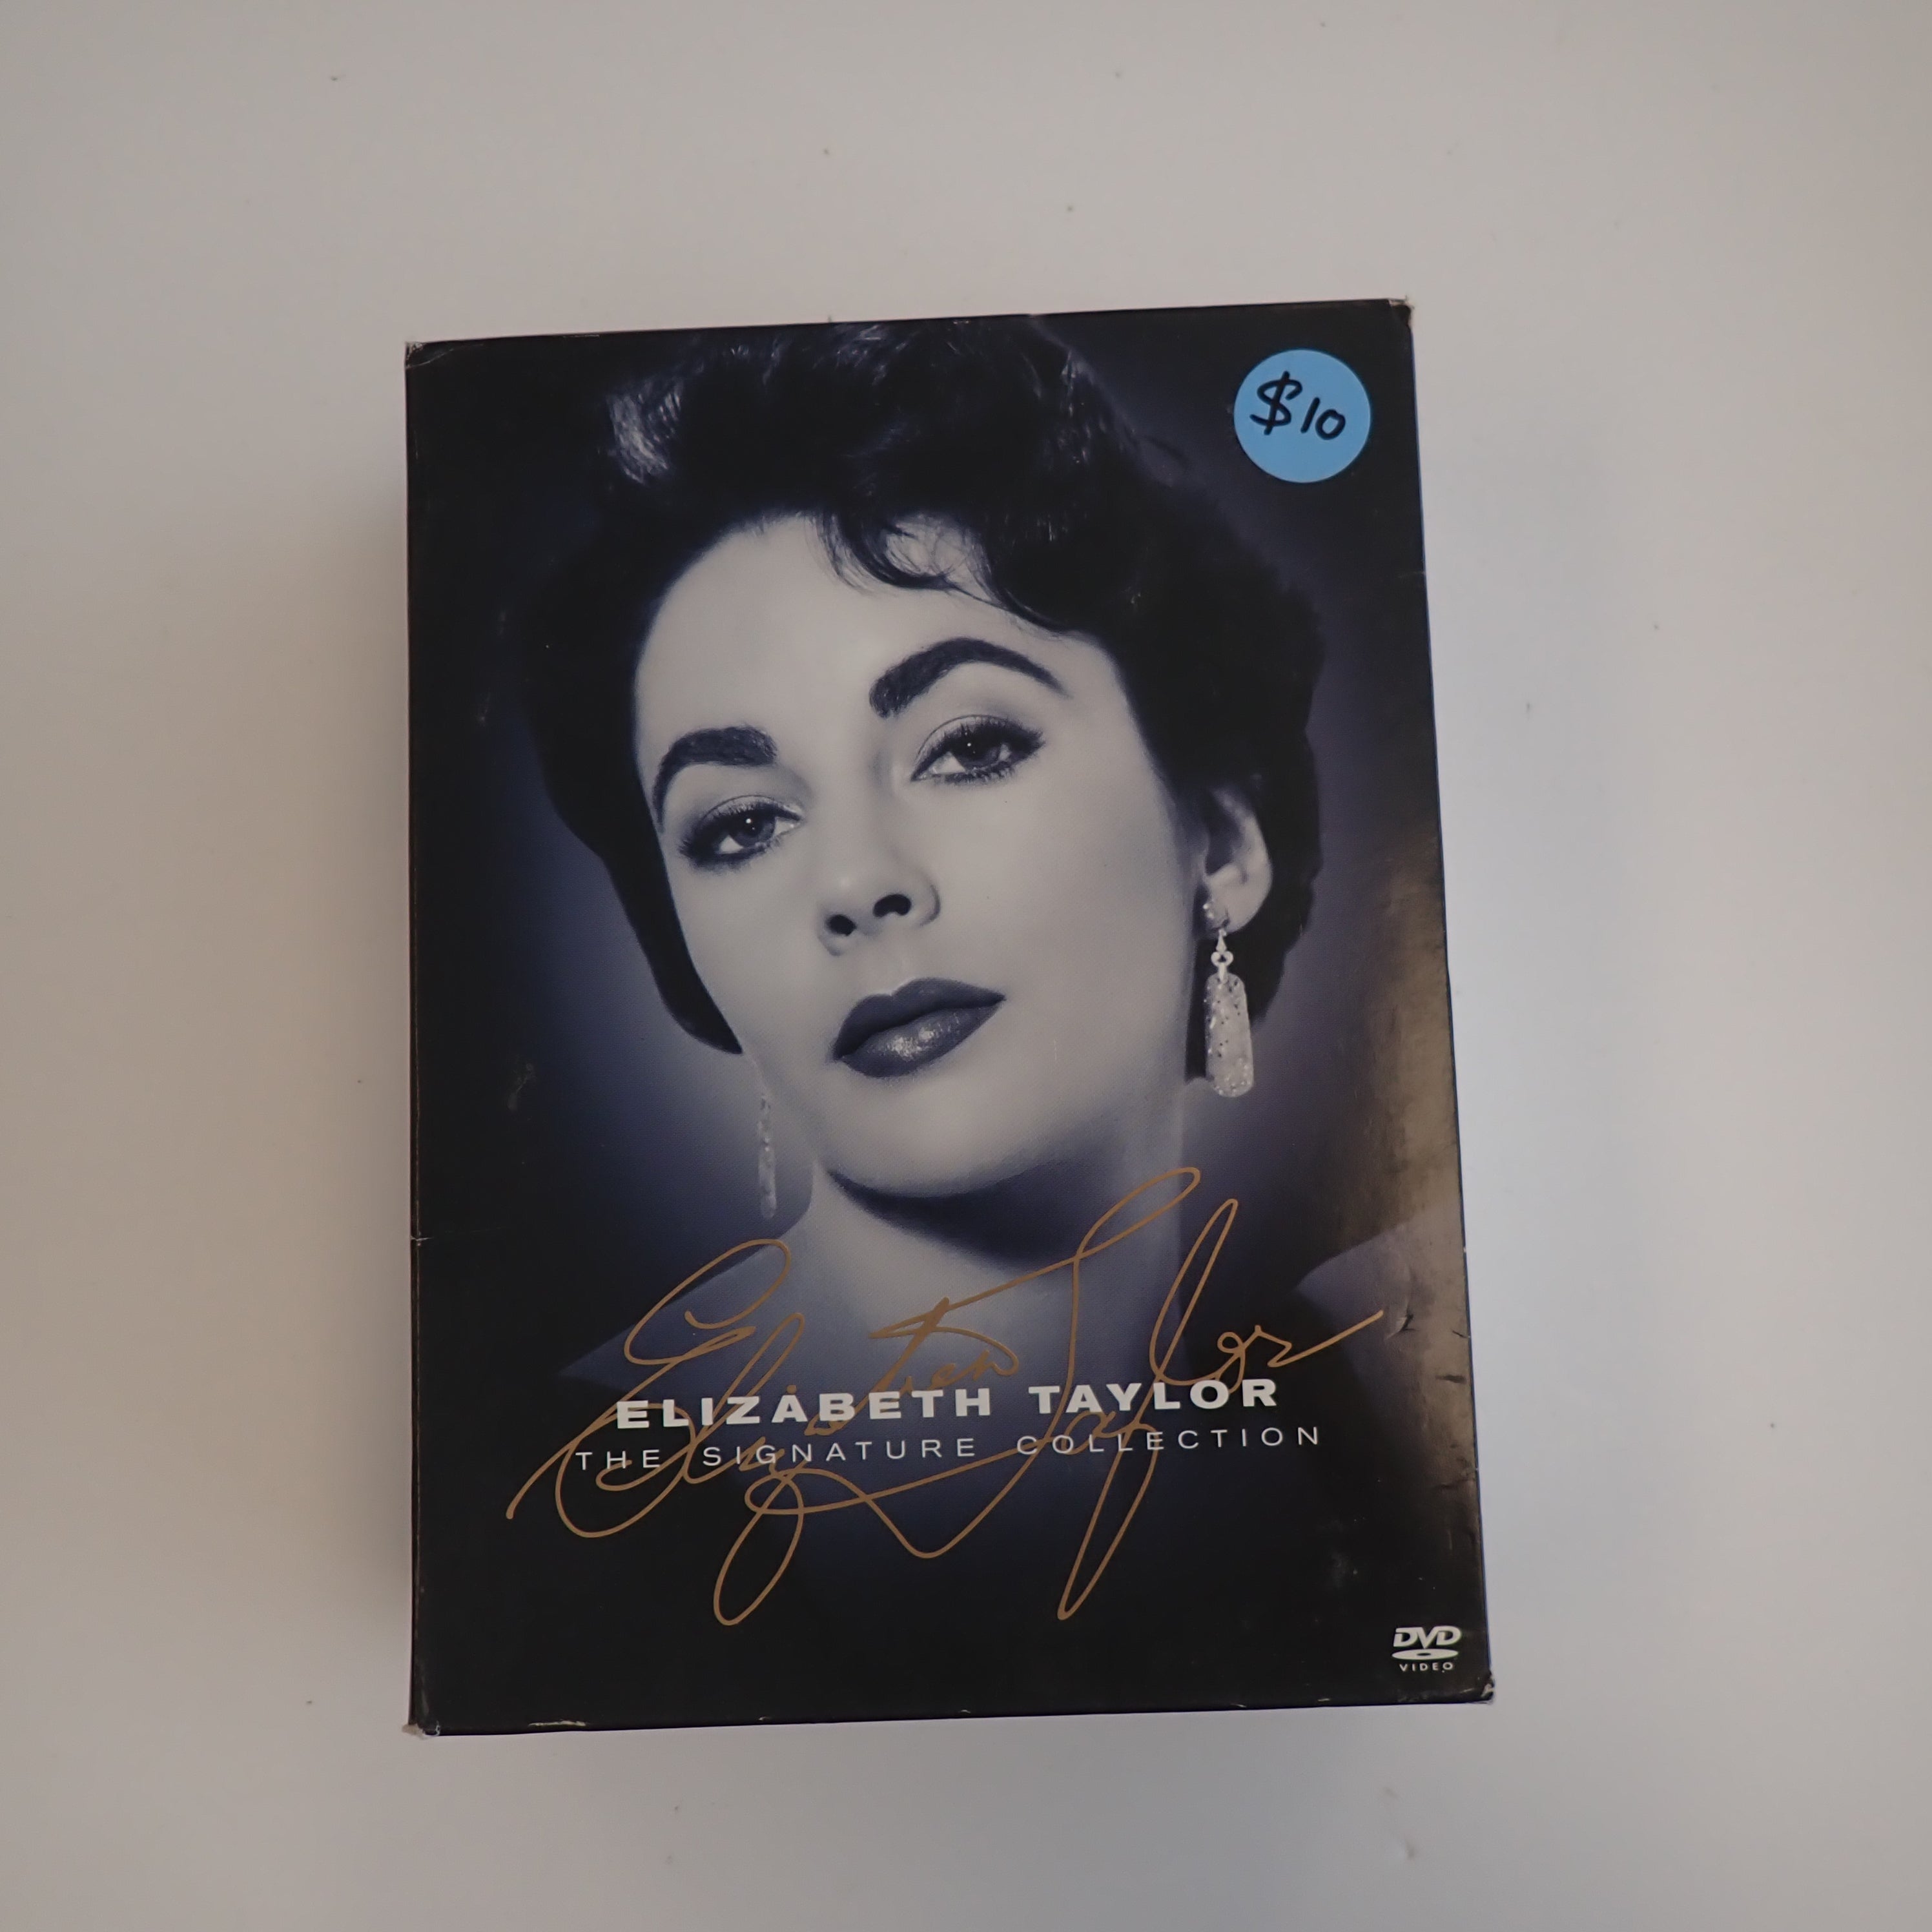 $10
Elizabeth Taylor
ELIZABETH TAYLOR
THE SIGNATURE COLLECTION
DVD
VIDEO